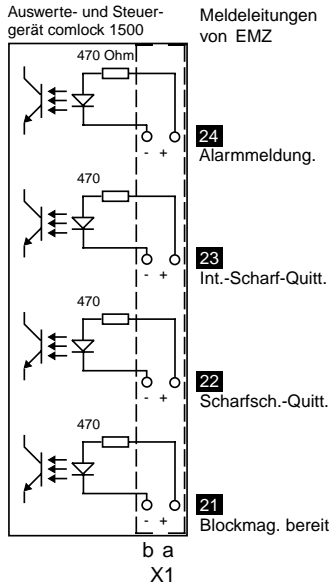 Auswerte- und Steuer-
gerät comlock 1500
Meldeleitungen
von EMZ
470 Ohm
- +
24
Alarmmeldung.
470
- +
23
Int.-Scharf-Quitt.
470
- +
22
Scharfsch.-Quitt.
470
- +
21
Blockmag. bereit
b a
X1